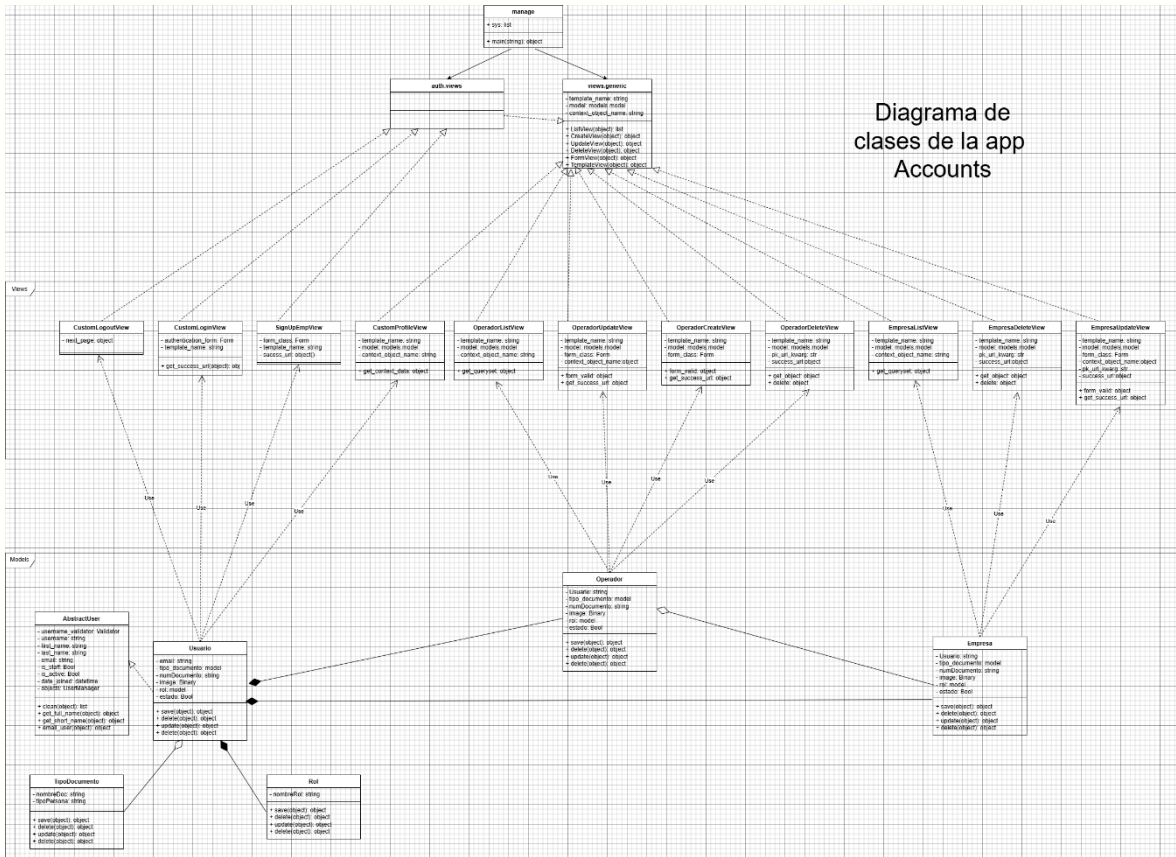 manage
+ sys: list
+ main(string): object
auth.views
views.generic
- template_name: string
- model: models.model
- context_object_name: string
+ ListView(object): list
+ CreateView(object): object
+ UpdateView(object): object
+ DeleteView(object): object
+ FormView(object): object
+ TemplateView(object): object
Diagrama de
clases de la app
Accounts
Views
CustomLogoutView
- next_page: object
CustomLoginView
- authentication_form: Form
- template_name: string
+ get_success_url(object): obj
SignUpEmpView
- form_class: Form
- template_name: string
- sucess_url: object()
CustomProfileView
- template_name: string
- model: models.model
context_object_name: string
+ get_context_data: object
OperadorListView
- template_name: string
- model: models.model
context_object_name: string
+ get_queryset: object
OperadorUpdateView
- template_name: string
- model: models.model
form_class: Form
- context_object_name:object
+ form_valid: object
+ get_success_url: object
OperadorCreateView
- template_name: string
- model: models.model
form_class: Form
+ form_valid: object
+ get_success_url: object
OperadorDeleteView
- template_name: string
- model: models.model
pk_url_kwarg: str
- success_url:object
+ get_object: object
+ delete: object
EmpresaListView
- template_name: string
- model: models.model
context_object_name: string
+ get_queryset: object
EmpresaDeleteView
- template_name: string
- model: models.model
pk_url_kwarg: str
- success_url:object
+ get_object: object
+ delete: object
EmpresaUpdateView
- template_name: string
- model: models.model
form_class: Form
context_object_name:object
- pk_url_kwarg: str
- success_url:object
+ form_valid: object
+ get_success_url: object
Use
Use
Use
Use
Use
Use
Use
Use
Use
Use
Use
Models
AbstractUser
- username_validator: Validator
- username: string
- last_name: string
- email: string
- is_staff: Bool
- is_active: Bool
- date_joined: datetime
- objects: UserManager
+ clean(object): list
+ get_full_name(object): object
+ get_short_name(object): object
+ email_user(object): object
Usuario
- email: string
- tipo_documento: model
- numDocumento: string
- image: Binary
- rol: model
- estado: Bool
+ save(object): object
+ delete(object): object
+ update(object): object
+ delete(object): object
Operador
- Usuario: string
- tipo_documento: model
- numDocumento: string
- image: Binary
- rol: model
- estado: Bool
+ save(object): object
+ delete(object): object
+ update(object): object
+ delete(object): object
Empresa
- Usuario: string
- tipo_documento: model
- numDocumento: string
- image: Binary
- rol: model
- estado: Bool
+ save(object): object
+ delete(object): object
+ update(object): object
+ delete(object): object
TipoDocumento
- nombreDoc: string
- tipoPersona: string
+ save(object): object
+ delete(object): object
+ update(object): object
+ delete(object): object
Rol
- nombreRol: string
+ save(object): object
+ delete(object): object
+ update(object): object
+ delete(object): object